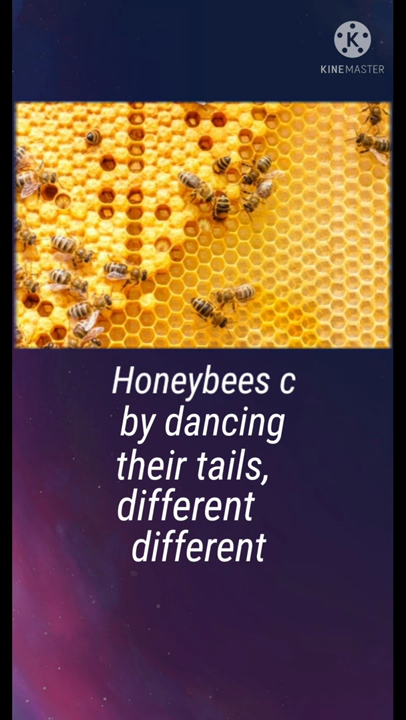 KINEMASTER
Honeybees c
by dancing
their tails,
different
different